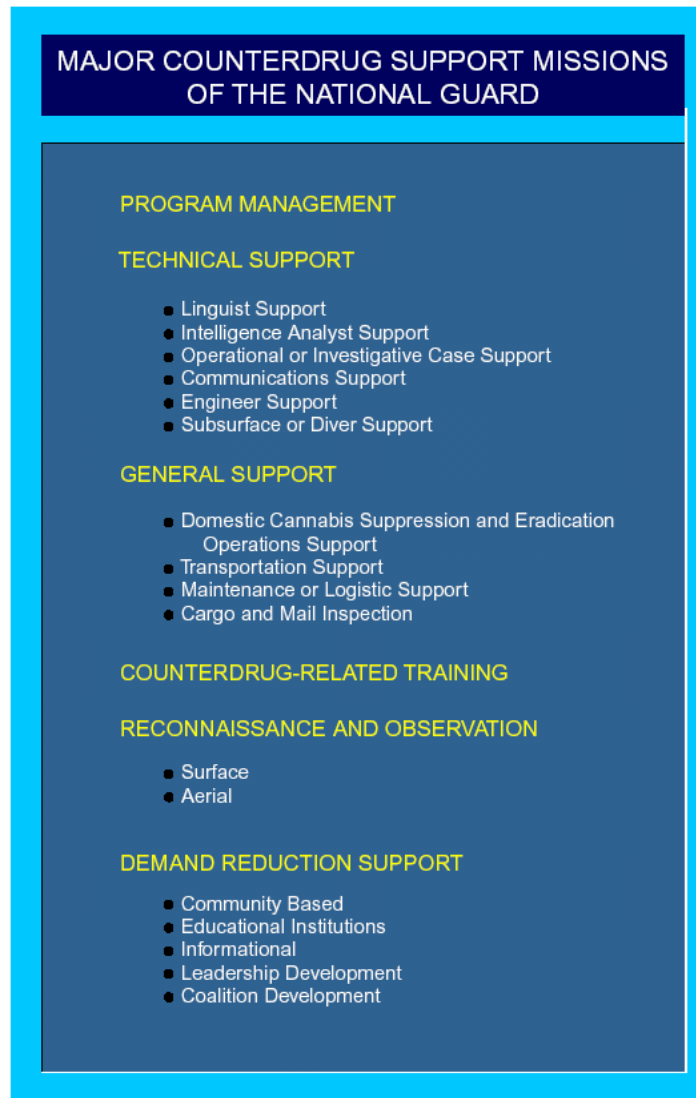 MAJOR COUNTERDRUG SUPPORT MISSIONS
OF THE NATIONAL GUARD
PROGRAM MANAGEMENT
TECHNICAL SUPPORT
● Linguist Support
● Intelligence Analyst Support
● Operational or Investigative Case Support
● Communications Support
● Engineer Support
● Subsurface or Diver Support
GENERAL SUPPORT
● Domestic Cannabis Suppression and Eradication
Operations Support
● Transportation Support
● Maintenance or Logistic Support
● Cargo and Mail Inspection
COUNTERDRUG-RELATED TRAINING
RECONNAISSANCE AND OBSERVATION
● Surface
● Aerial
DEMAND REDUCTION SUPPORT
● Community Based
● Educational Institutions
● Informational
● Leadership Development
● Coalition Development